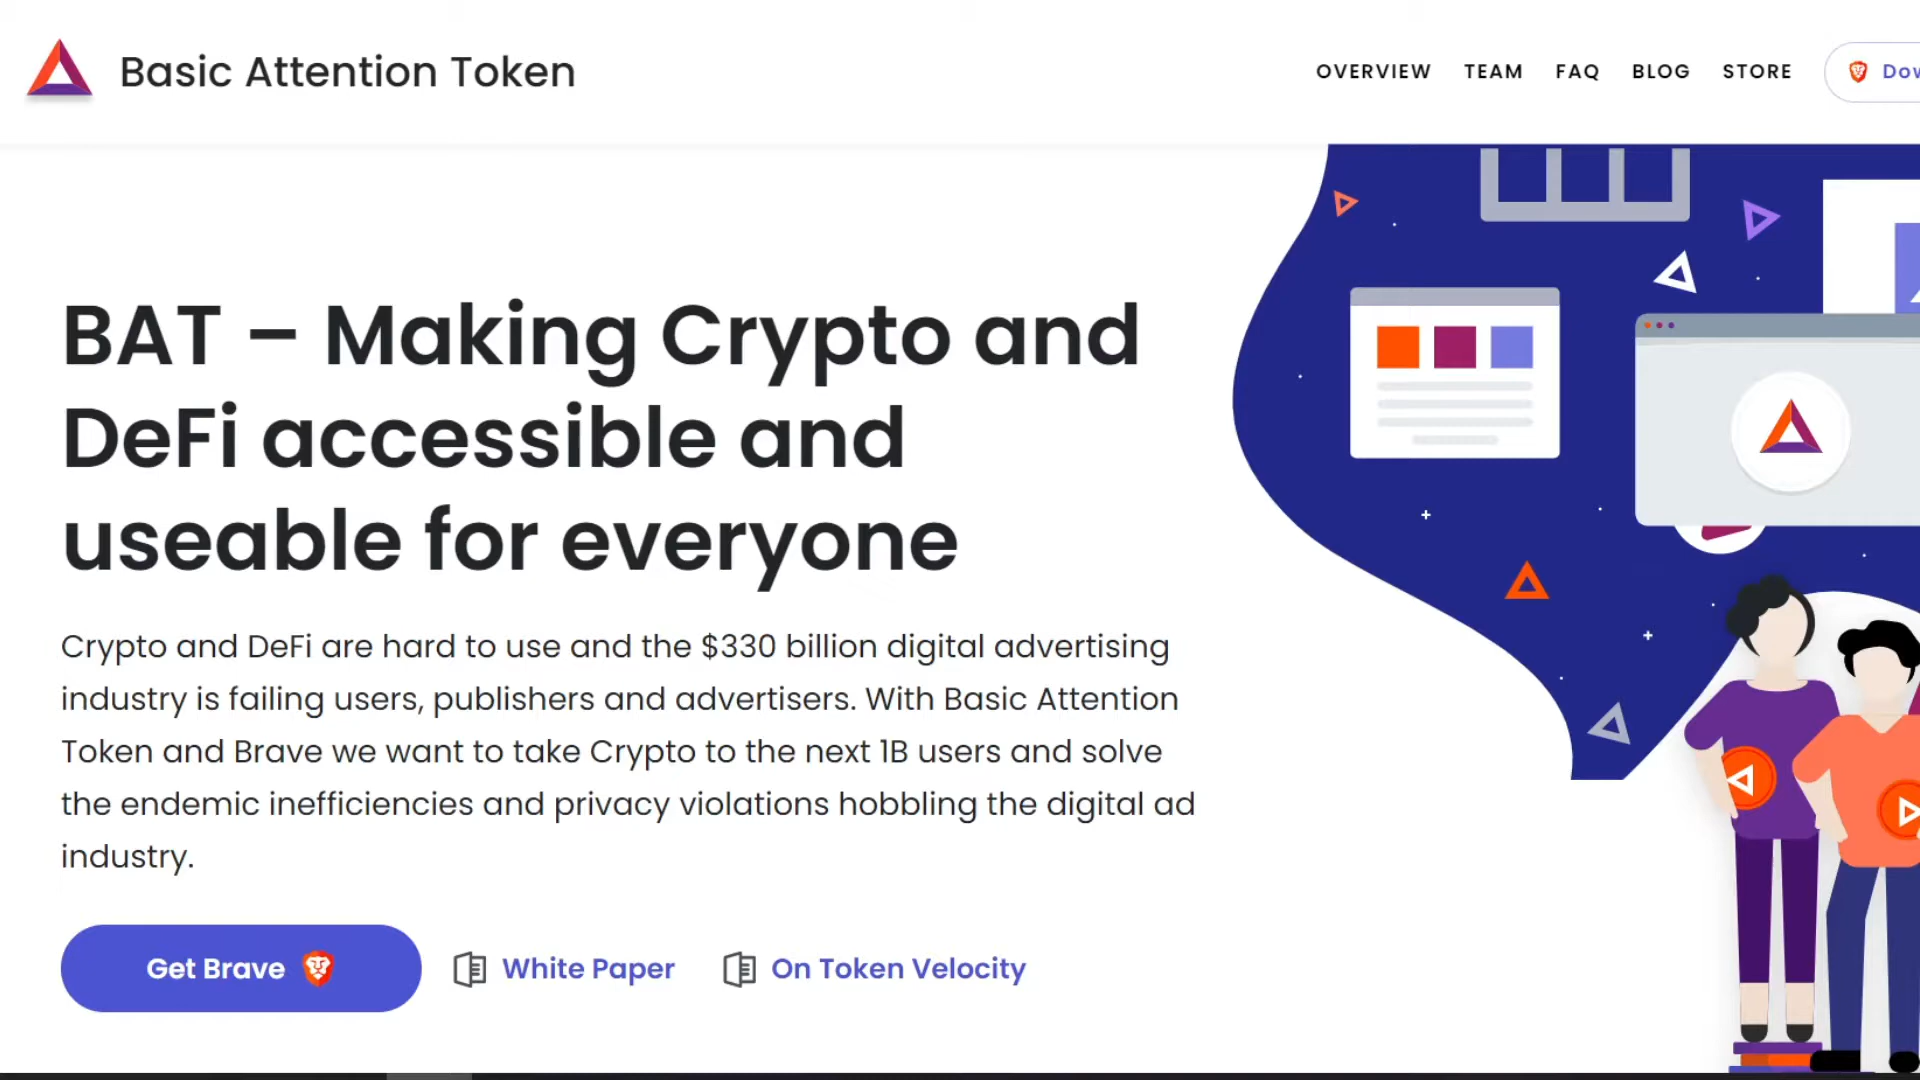 Basic Attention Token
OVERVIEW TEAM FAQ BLOG STORE
BAT – Making Crypto and
DeFi accessible and
useable for everyone
Crypto and DeFi are hard to use and the $330 billion digital advertising
industry is failing users, publishers and advertisers. With Basic Attention
Token and Brave we want to take Crypto to the next 1B users and solve
the endemic inefficiencies and privacy violations hobbling the digital ad
industry.
Get Brave White Paper On Token Velocity